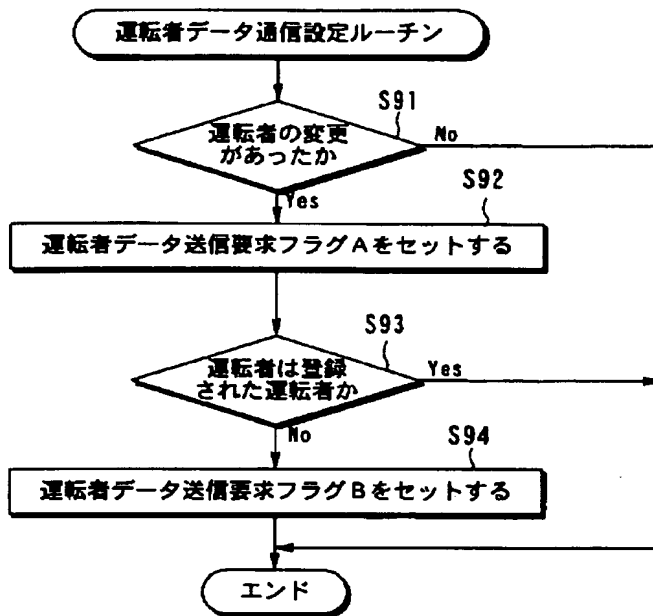 運転者データ通信設定ルーチン
S91
運転者の変更
があったか
No
Yes
S92
運転者データ送信要求フラグAをセットする
S93
運転者は登録
された運転者か
Yes
No
S94
運転者データ送信要求フラグBをセットする
エンド